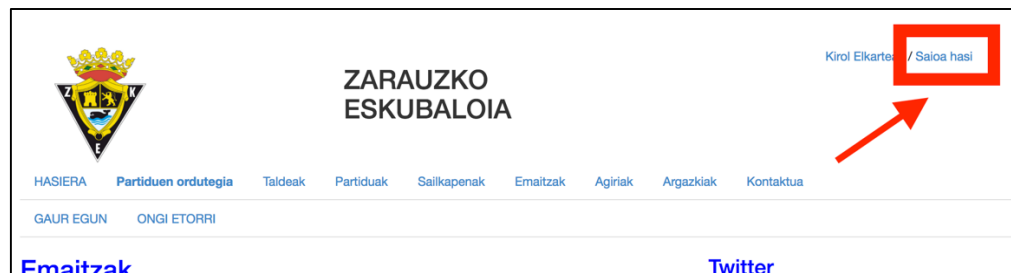 Kirol Elkartea / Saioa hasi
Z K E
ZARAUZKO
ESKUBALOIA
HASIERA Partiduen ordutegia Taldeak Partiduak Sailkapenak Emaitzak Agiriak Argazkiak Kontaktua
GAUR EGUN ONGI ETORRI
Emaitzak Twitter